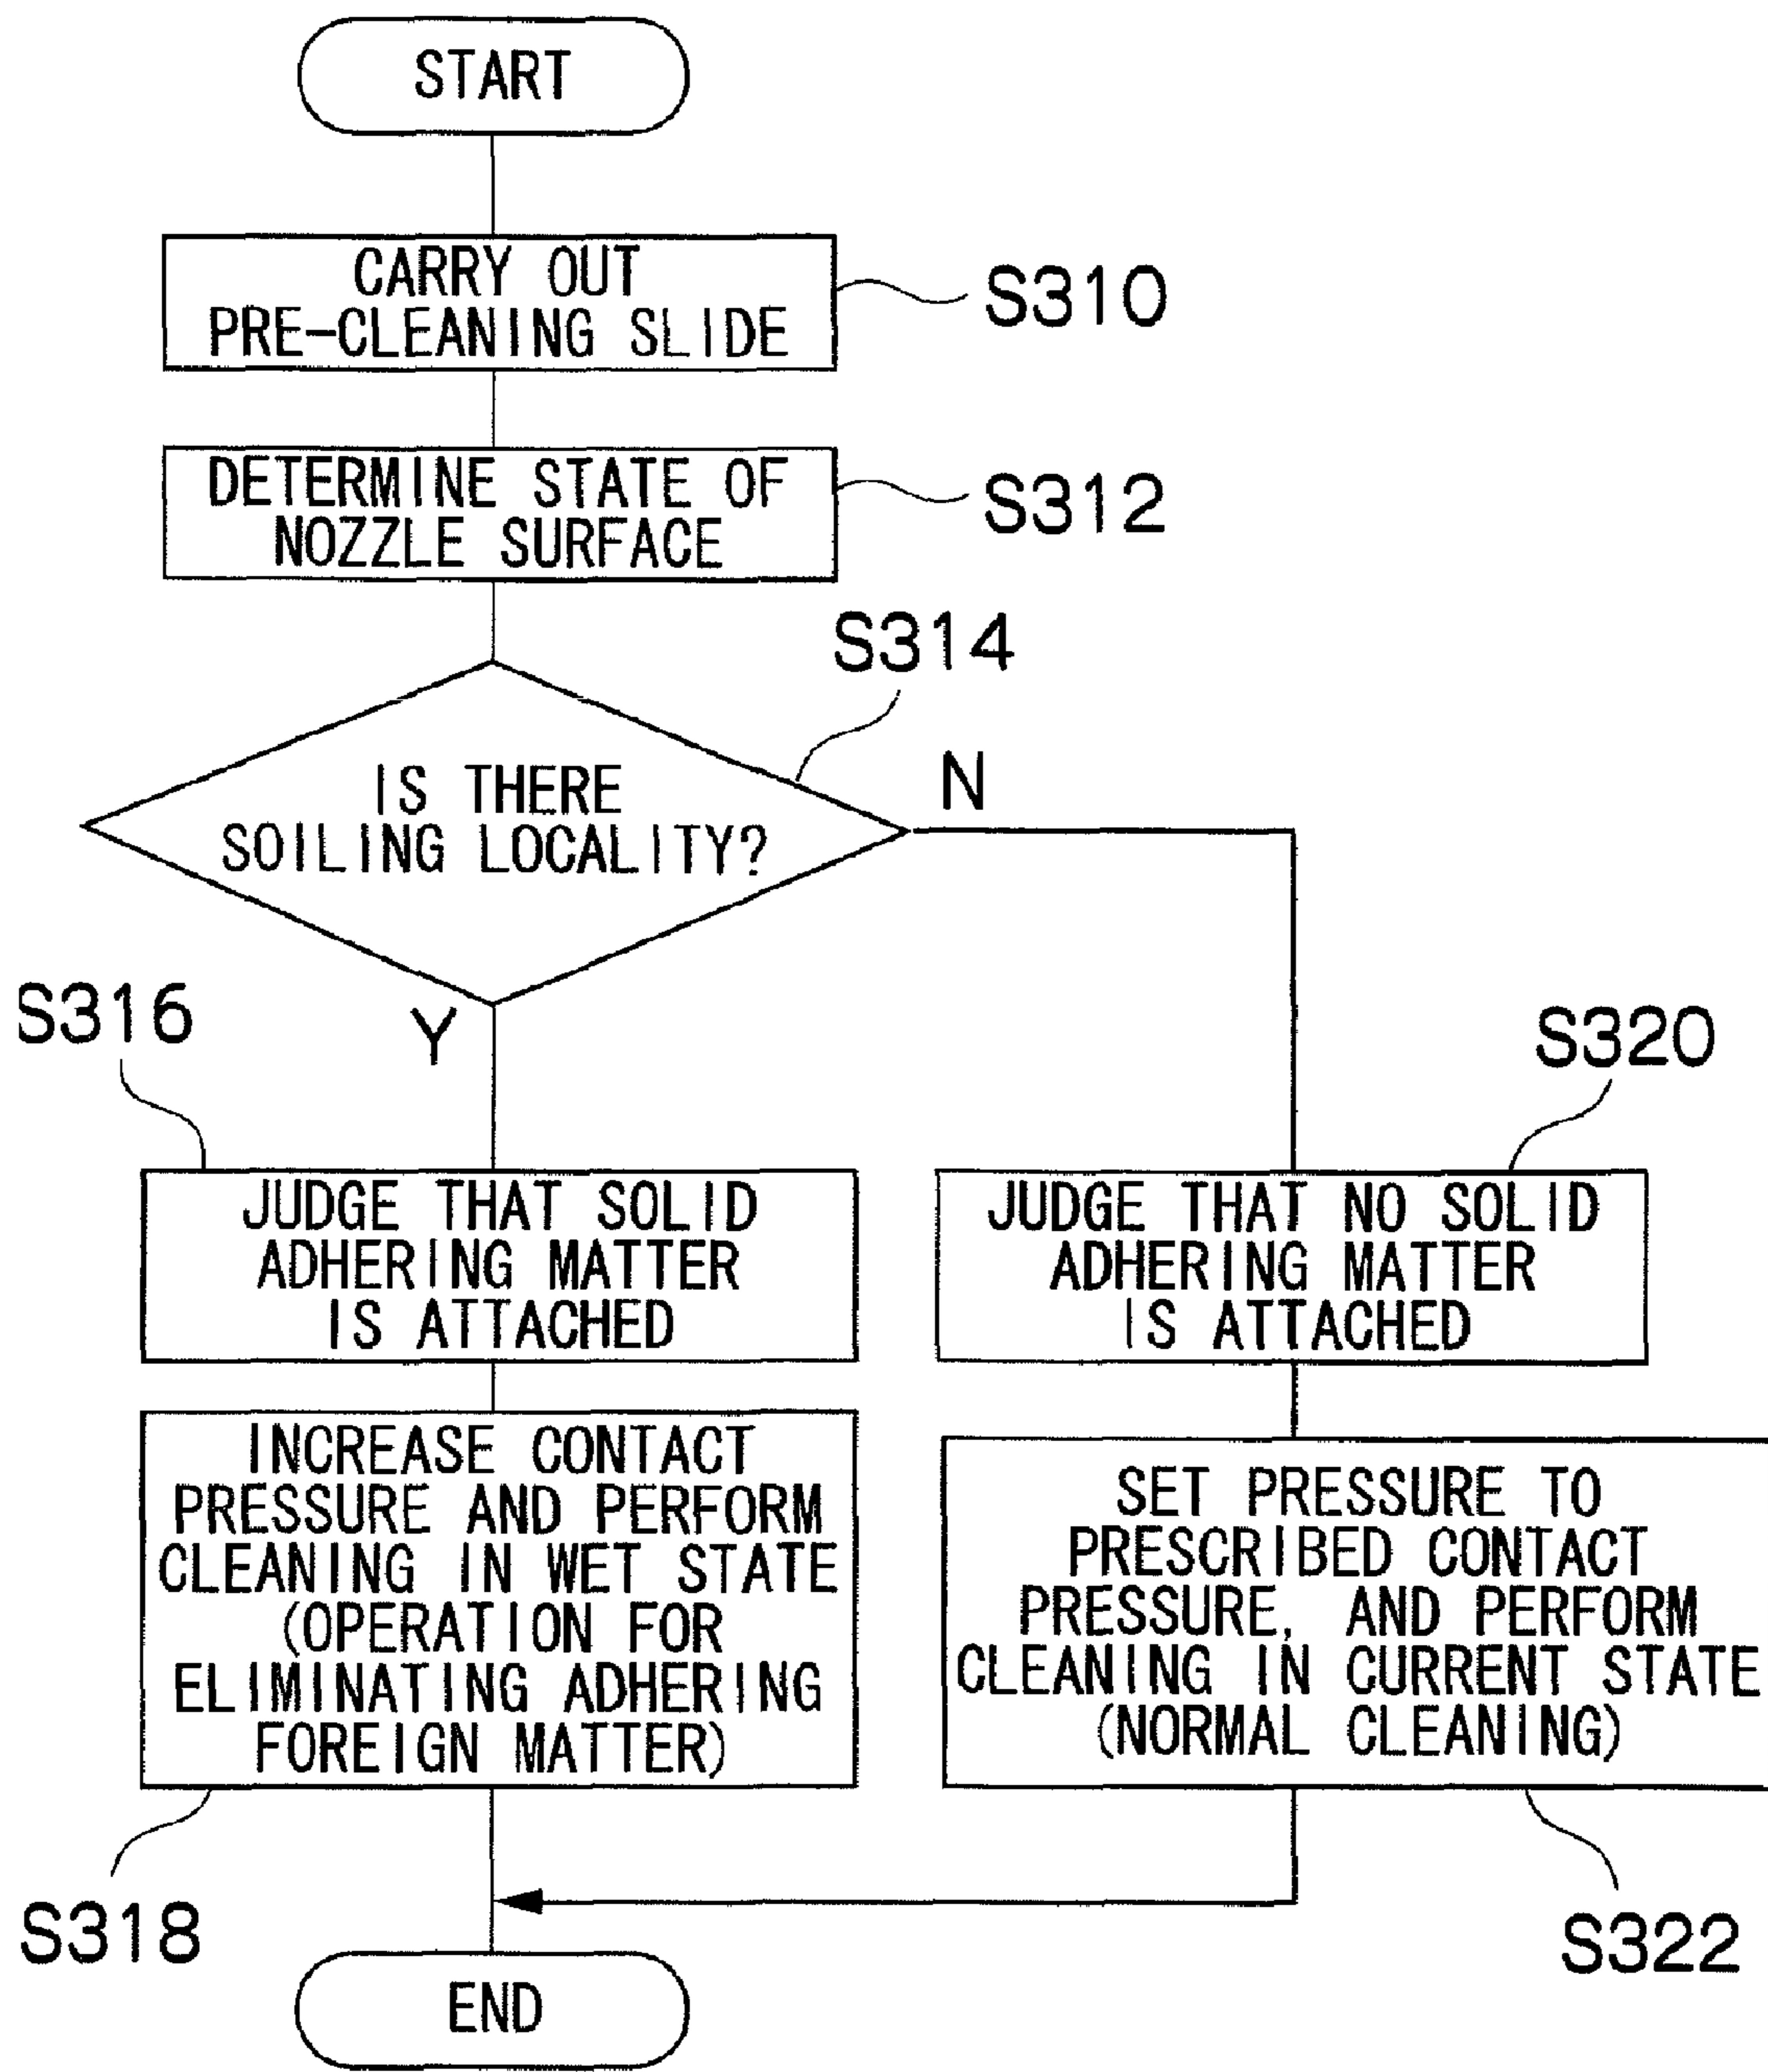 START
CARRY OUT
PRE-CLEANING SLIDE
S310
DETERMINE STATE OF
NOZZLE SURFACE
S312
S314
IS THERE
SOILING LOCALITY?
N
Y
S316
JUDGE THAT SOLID
ADHERING MATTER
IS ATTACHED
S320
JUDGE THAT NO SOLID
ADHERING MATTER
IS ATTACHED
INCREASE CONTACT
PRESSURE AND PERFORM
CLEANING IN WET STATE
(OPERATION FOR
ELIMINATING ADHERING
FOREIGN MATTER)
S318
SET PRESSURE TO
PRESCRIBED CONTACT
PRESSURE, AND PERFORM
CLEANING IN CURRENT STATE
(NORMAL CLEANING)
S322
END